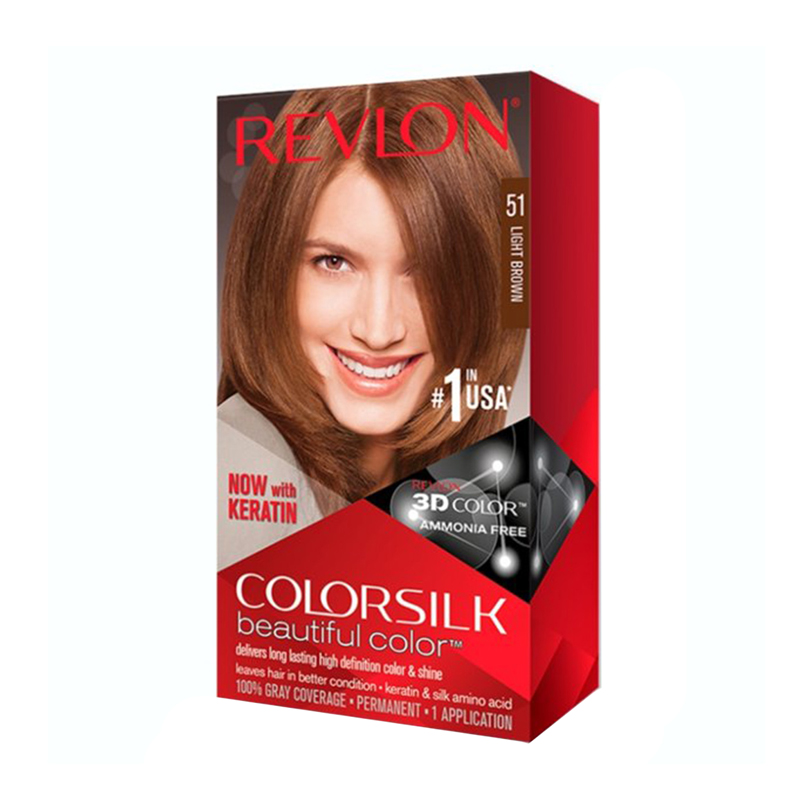 REVLON®
51 LIGHT BROWN
#1 IN USA*
NOW with
KERATIN
REVLON
3D COLOR™
AMMONIA FREE
COLORSILK
beautiful color™
delivers long lasting high definition color & shine
leaves hair in better condition • keratin & silk amino acid
100% GRAY COVERAGE • PERMANENT • 1 APPLICATION